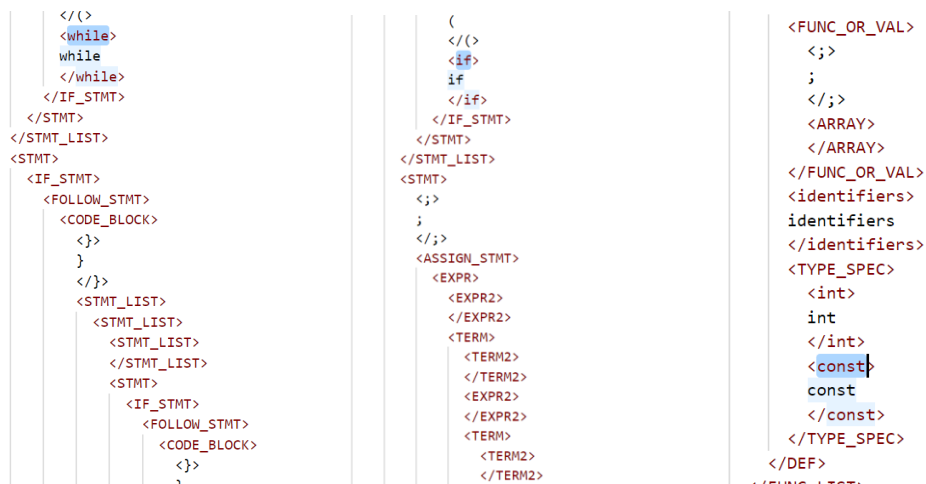 </(>
<while>
while
</while>
</IF_STMT>
</STMT>
</STMT_LIST>
<STMT>
<IF_STMT>
<FOLLOW_STMT>
<CODE_BLOCK>
<}>
}
</}>
<STMT_LIST>
<STMT_LIST>
<STMT_LIST>
</STMT_LIST>
<STMT>
<IF_STMT>
<FOLLOW_STMT>
<CODE_BLOCK>
<}>
(
</(>
<if>
if
</if>
</IF_STMT>
</STMT>
</STMT_LIST>
<STMT>
<;>
;
</;>
<ASSIGN_STMT>
<EXPR>
<EXPR2>
</EXPR2>
<TERM>
<TERM2>
</TERM2>
<EXPR2>
</EXPR2>
<TERM>
<TERM2>
</TERM2>
<FUNC_OR_VAL>
<;>
;
</;>
<ARRAY>
</ARRAY>
</FUNC_OR_VAL>
<identifiers>
identifiers
</identifiers>
<TYPE_SPEC>
<int>
int
</int>
<const>
const
</const>
</TYPE_SPEC>
</DEF>